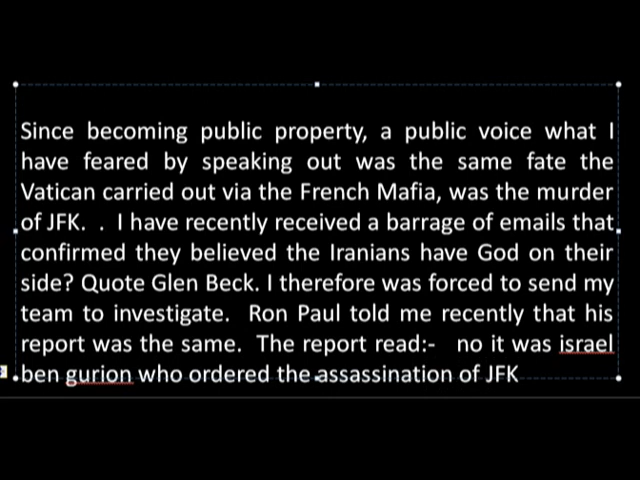 Since becoming public property, a public voice what I
have feared by speaking out was the same fate the
Vatican carried out via the French Mafia, was the murder
of JFK. . I have recently received a barrage of emails that
confirmed they believed the Iranians have God on their
side? Quote Glen Beck. I therefore was forced to send my
team to investigate. Ron Paul told me recently that his
report was the same. The report read:- no it was israel
ben gurion who ordered the assassination of JFK